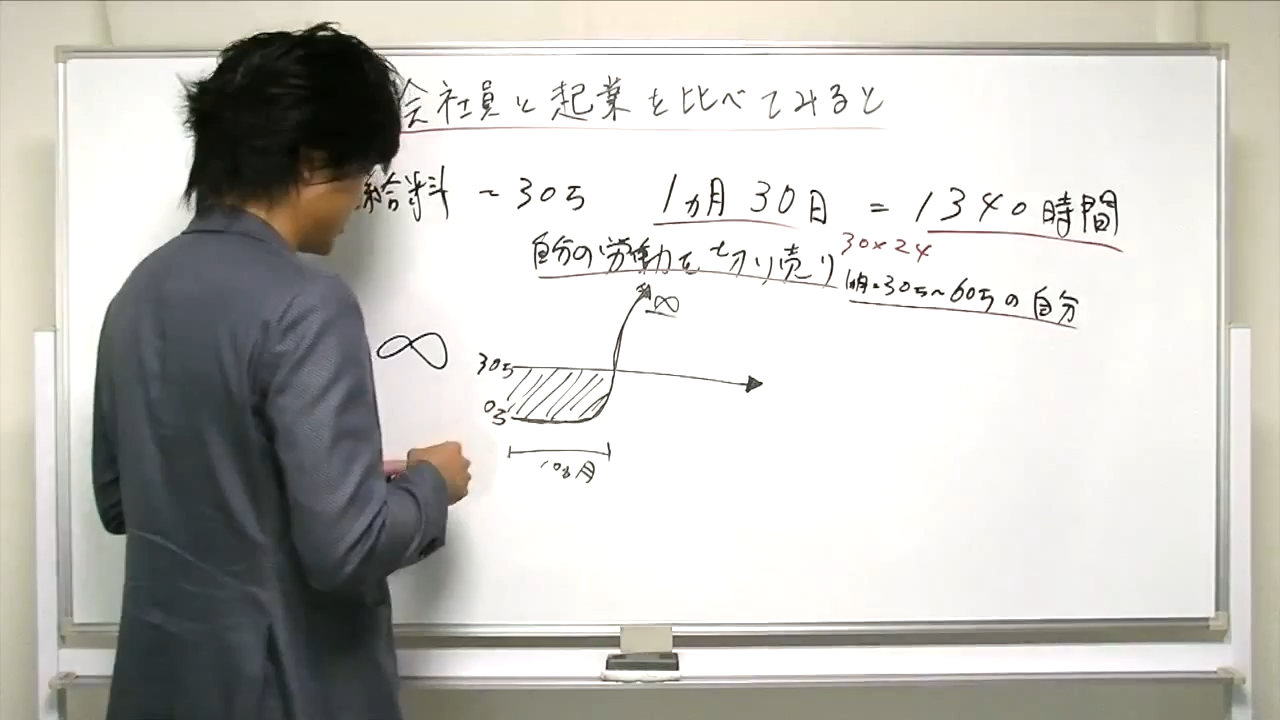 会社員と起業を比べてみると
給料 ~ 30万 1ヵ月 30日 = 1340時間
30×24
自分の労働を切り売り
1ヵ月=30万~60万の自分
∞
∞
30万
0万
月